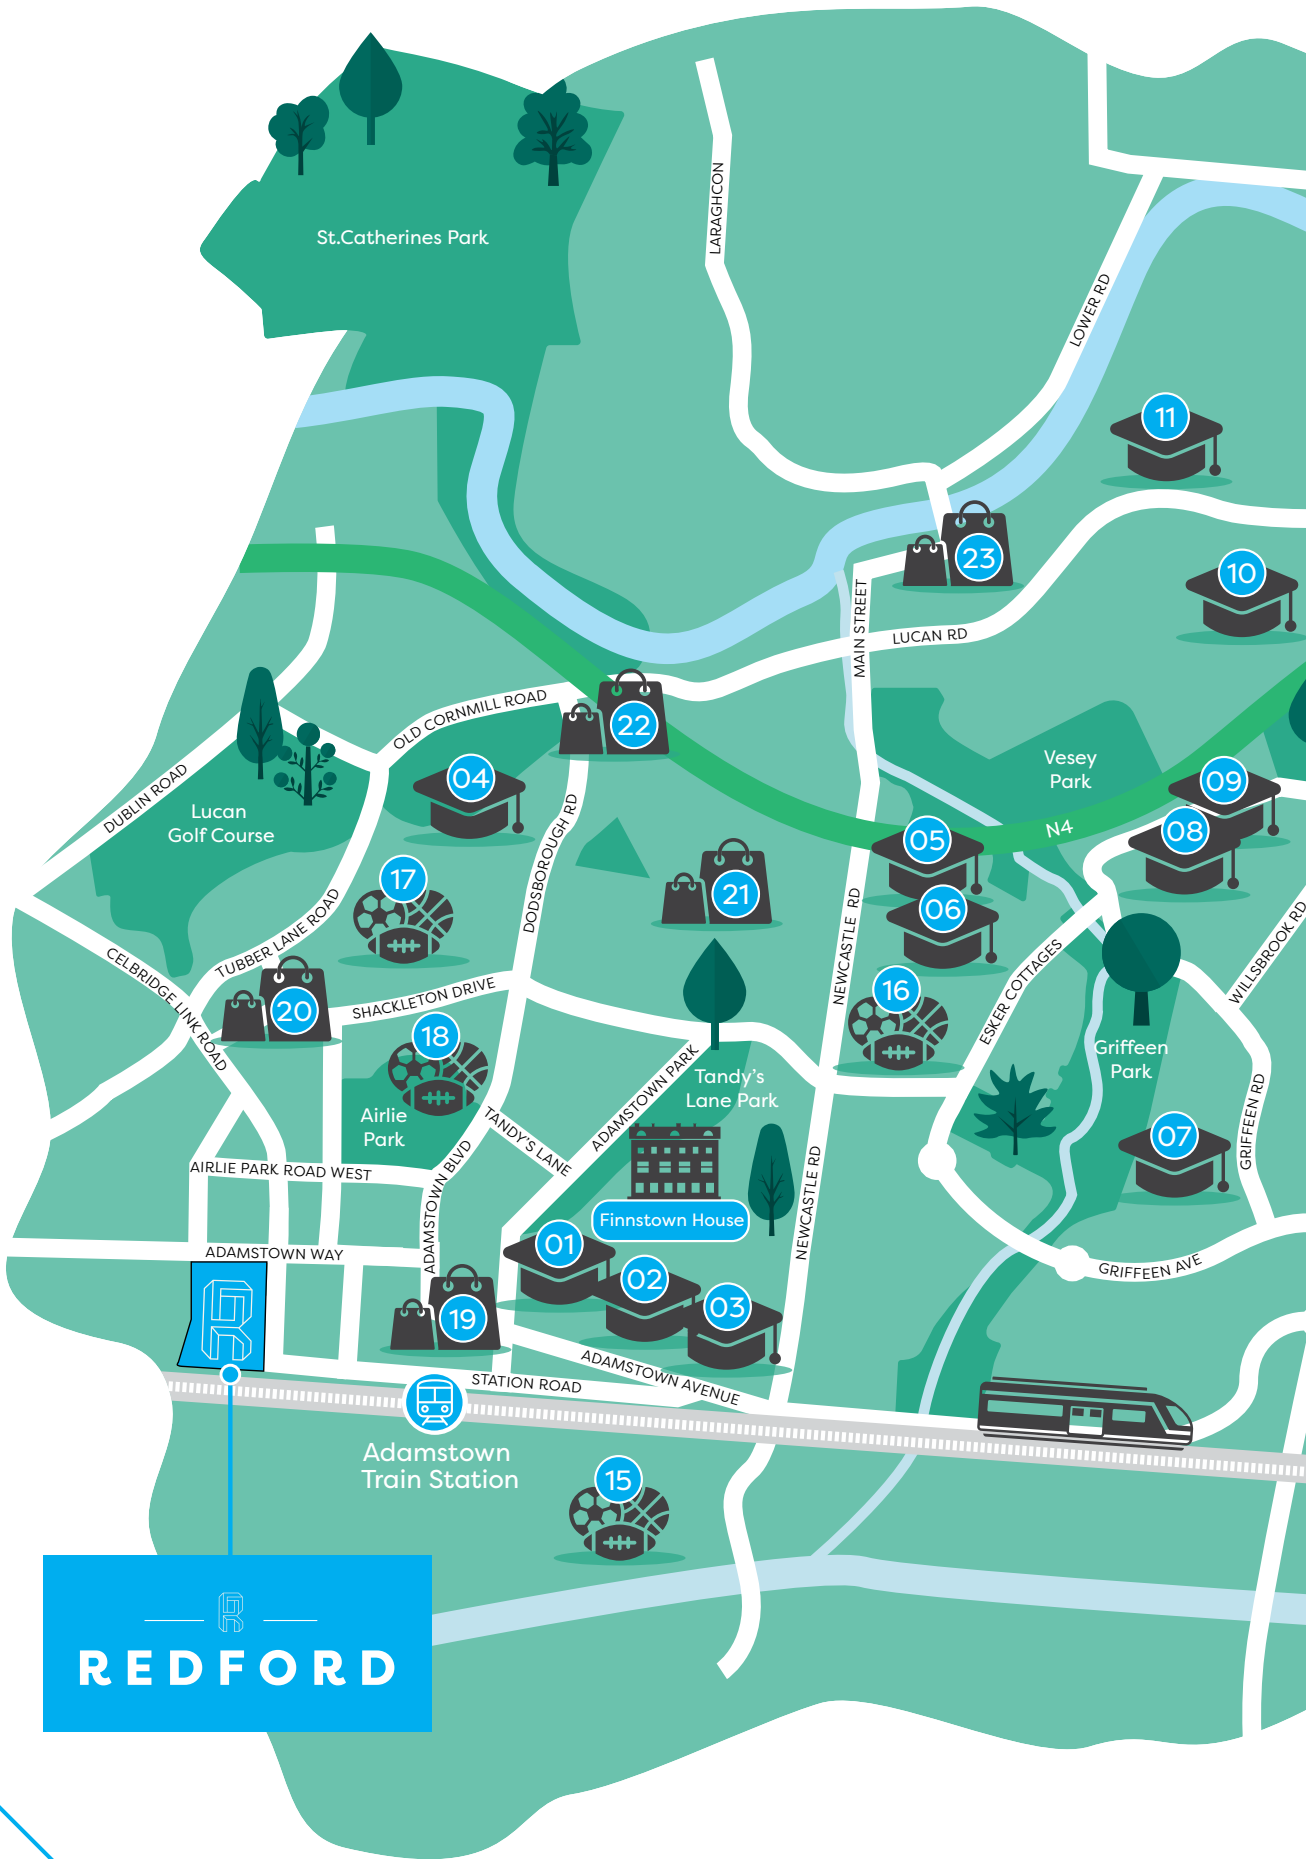 St.Catherines Park
LARAGHCON
LOWER RD
11
10
23
MAIN STREET
LUCAN RD
22
OLD CORNMILL ROAD
04
DUBLIN ROAD
Lucan
Golf Course
Vesey
Park
N4
09
08
05
06
21
17
DODSBOROUGH RD
TUBBER LANE ROAD
CELBRIDGE LINK ROAD
20
SHACKLETON DRIVE
18
NEWCASTLE RD
16
ESKER COTTAGES
WILLSBROOK RD
Griffeen
Park
GRIFFEEN RD
07
Tandy's
Lane Park
ADAMSTOWN PARK
Airlie
Park
TANDY'S LANE
AIRLIE PARK ROAD WEST
ADAMSTOWN BLVD
Finnstown House
NEWCASTLE RD
ADAMSTOWN WAY
01
02
03
19
GRIFFEEN AVE
ADAMSTOWN AVENUE
STATION ROAD
Adamstown
Train Station
15
R
R
REDFORD